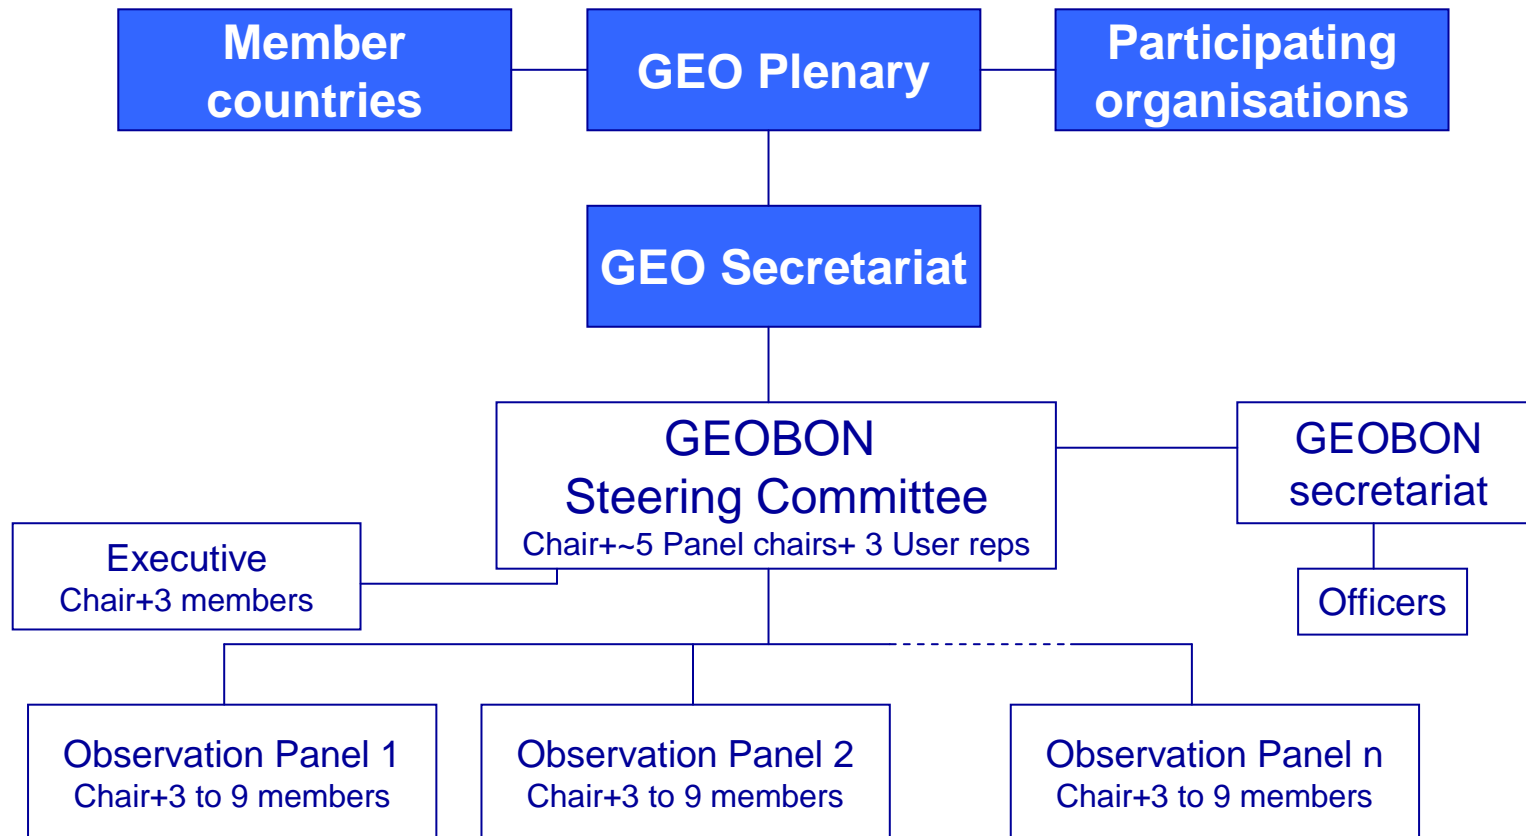 Member
countries
GEO Plenary
Participating
organisations
GEO Secretariat
GEOBON
Steering Committee
Chair+~5 Panel chairs+ 3 User reps
GEOBON
secretariat
Executive
Chair+3 members
Officers
Observation Panel 1
Chair+3 to 9 members
Observation Panel 2
Chair+3 to 9 members
Observation Panel n
Chair+3 to 9 members